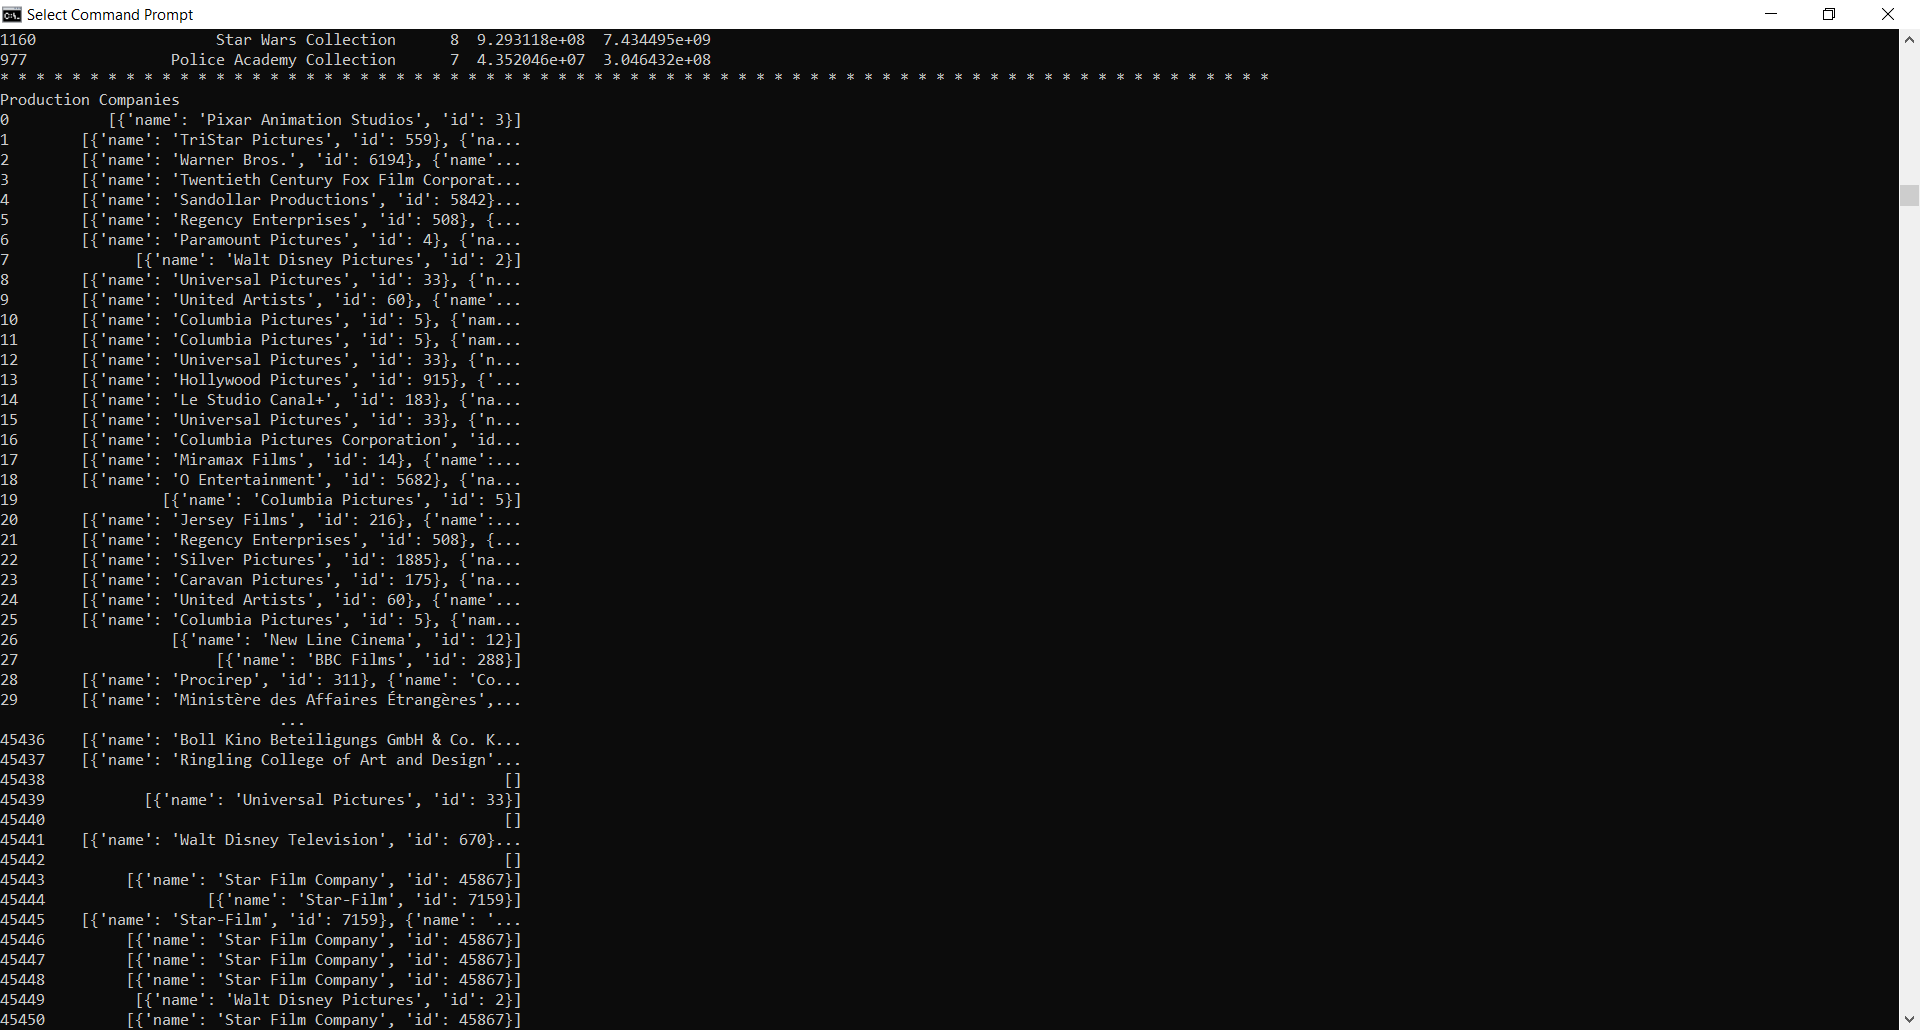 Select Command Prompt
1160                    Star Wars Collection      8  9.293118e+08  7.434495e+09
977                Police Academy Collection      7  4.352046e+07  3.046432e+08
* * * * * * * * * * * * * * * * * * * * * * * * * * * * * * * * * * * * * * * * * * * * * * * * * * * * * * * * * * * * * * * * * * * * * * *
Production Companies
0           [{'name': 'Pixar Animation Studios', 'id': 3}]
1        [{'name': 'TriStar Pictures', 'id': 559}, {'na...
2        [{'name': 'Warner Bros.', 'id': 6194}, {'name'...
3        [{'name': 'Twentieth Century Fox Film Corporat...
4        [{'name': 'Sandollar Productions', 'id': 5842}...
5        [{'name': 'Regency Enterprises', 'id': 508}, {...
6        [{'name': 'Paramount Pictures', 'id': 4}, {'na...
7              [{'name': 'Walt Disney Pictures', 'id': 2}]
8        [{'name': 'Universal Pictures', 'id': 33}, {'n...
9        [{'name': 'United Artists', 'id': 60}, {'name'...
10       [{'name': 'Columbia Pictures', 'id': 5}, {'nam...
11       [{'name': 'Columbia Pictures', 'id': 5}, {'nam...
12       [{'name': 'Universal Pictures', 'id': 33}, {'n...
13       [{'name': 'Hollywood Pictures', 'id': 915}, {'...
14       [{'name': 'Le Studio Canal+', 'id': 183}, {'na...
15       [{'name': 'Universal Pictures', 'id': 33}, {'n...
16       [{'name': 'Columbia Pictures Corporation', 'id...
17       [{'name': 'Miramax Films', 'id': 14}, {'name':...
18       [{'name': 'O Entertainment', 'id': 5682}, {'na...
19                [{'name': 'Columbia Pictures', 'id': 5}]
20       [{'name': 'Jersey Films', 'id': 216}, {'name':...
21       [{'name': 'Regency Enterprises', 'id': 508}, {...
22       [{'name': 'Silver Pictures', 'id': 1885}, {'na...
23       [{'name': 'Caravan Pictures', 'id': 175}, {'na...
24       [{'name': 'United Artists', 'id': 60}, {'name'...
25       [{'name': 'Columbia Pictures', 'id': 5}, {'nam...
26                 [{'name': 'New Line Cinema', 'id': 12}]
27                      [{'name': 'BBC Films', 'id': 288}]
28       [{'name': 'Procirep', 'id': 311}, {'name': 'Co...
29       [{'name': 'Ministère des Affaires Étrangères',...
                               ...
45436    [{'name': 'Boll Kino Beteiligungs GmbH & Co. K...
45437    [{'name': 'Ringling College of Art and Design'...
45438                                                   []
45439           [{'name': 'Universal Pictures', 'id': 33}]
45440                                                   []
45441    [{'name': 'Walt Disney Television', 'id': 670}...
45442                                                   []
45443         [{'name': 'Star Film Company', 'id': 45867}]
45444                  [{'name': 'Star-Film', 'id': 7159}]
45445    [{'name': 'Star-Film', 'id': 7159}, {'name': '...
45446         [{'name': 'Star Film Company', 'id': 45867}]
45447         [{'name': 'Star Film Company', 'id': 45867}]
45448         [{'name': 'Star Film Company', 'id': 45867}]
45449          [{'name': 'Walt Disney Pictures', 'id': 2}]
45450         [{'name': 'Star Film Company', 'id': 45867}]